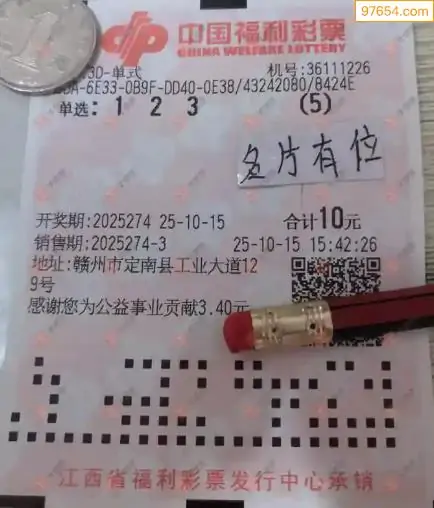 97654.com
中国福利彩票
CHINA WELFARE LOTTERY
3D-单式 机号:36111226
6E33-0B9F-DD40-0E38/43242080/8424E
单选: 1 2 3 (5)
名片有位
开奖期:2025274 25-10-15 合计10元
销售期:2025274-3 25-10-15 15:42:26
地址:赣州市定南县工业大道12
9号
感谢您为公益事业贡献3.40元
江西省福利彩票发行中心承销